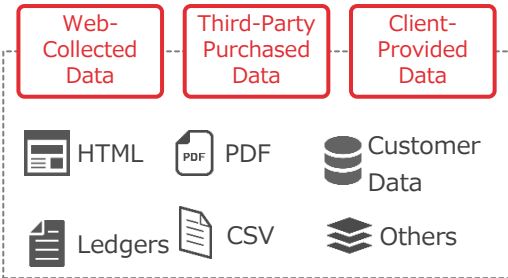 Web-
Collected
Data
Third-Party
Purchased
Data
Client-
Provided
Data
HTML
PDF
PDF
Customer
Data
Ledgers
CSV
Others